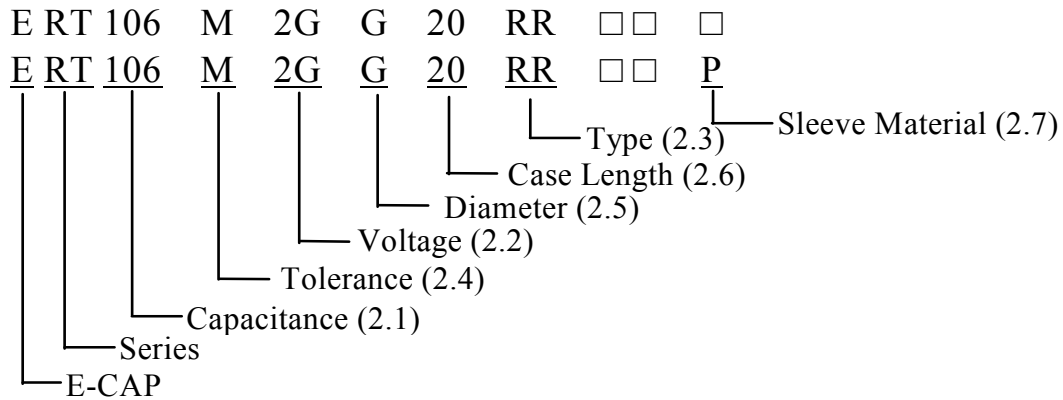 E RT 106 M 2G G 20 RR □□ □
E RT 106 M 2G G 20 RR □□ P
Sleeve Material (2.7)
Type (2.3)
Case Length (2.6)
Diameter (2.5)
Voltage (2.2)
Tolerance (2.4)
Capacitance (2.1)
Series
E-CAP